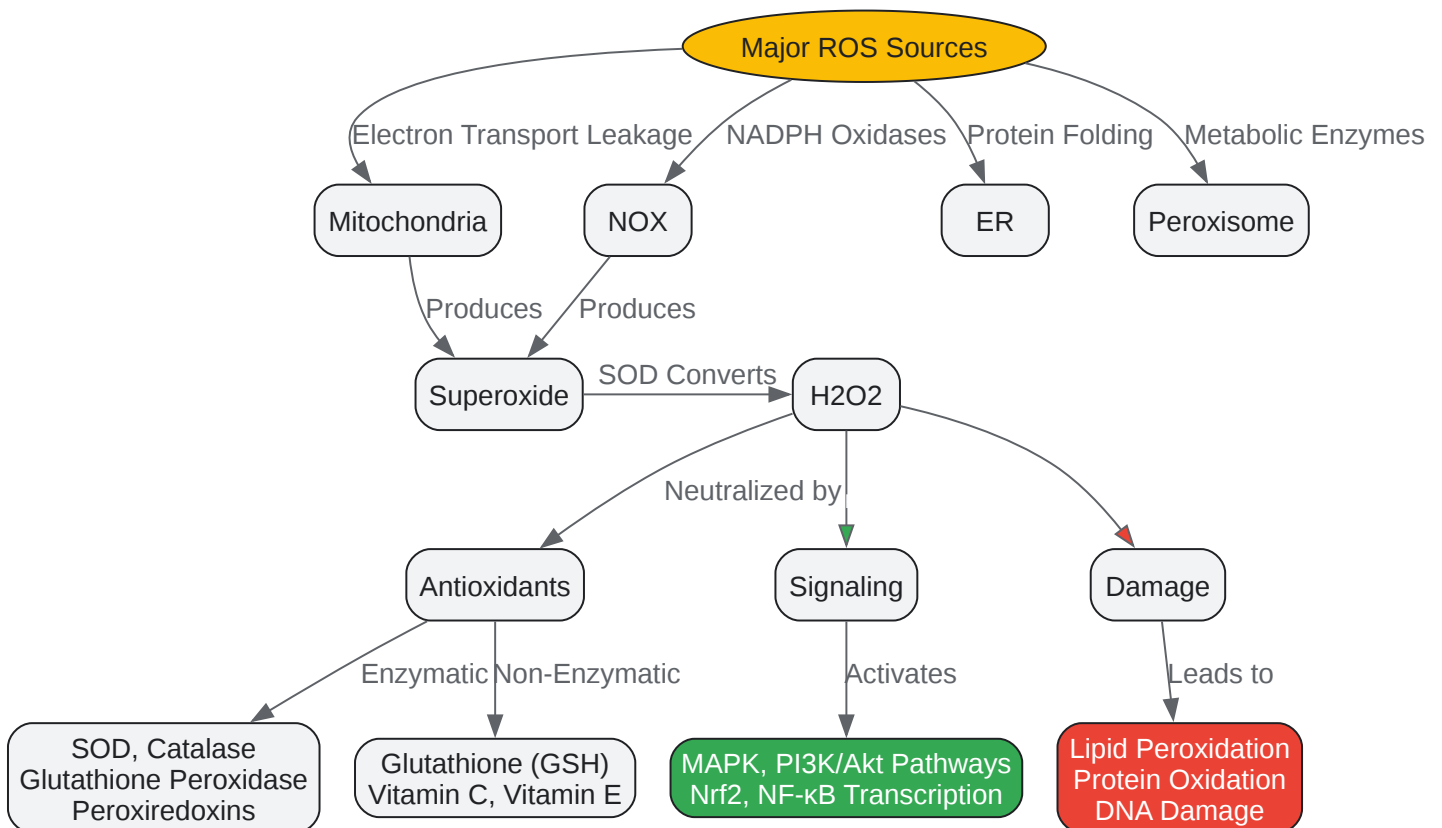 Major ROS Sources
Electron Transport Leakage
NADPH Oxidases
Protein Folding
Metabolic Enzymes
Mitochondria
NOX
ER
Peroxisome
Produces
Produces
Superoxide
SOD Converts
H2O2
Neutralized by
Antioxidants
Signaling
Damage
Enzymatic
Non-Enzymatic
Activates
Leads to
SOD, Catalase
Glutathione Peroxidase
Peroxiredoxins
Glutathione (GSH)
Vitamin C, Vitamin E
MAPK, PI3K/Akt Pathways
Nrf2, NF-κB Transcription
Lipid Peroxidation
Protein Oxidation
DNA Damage